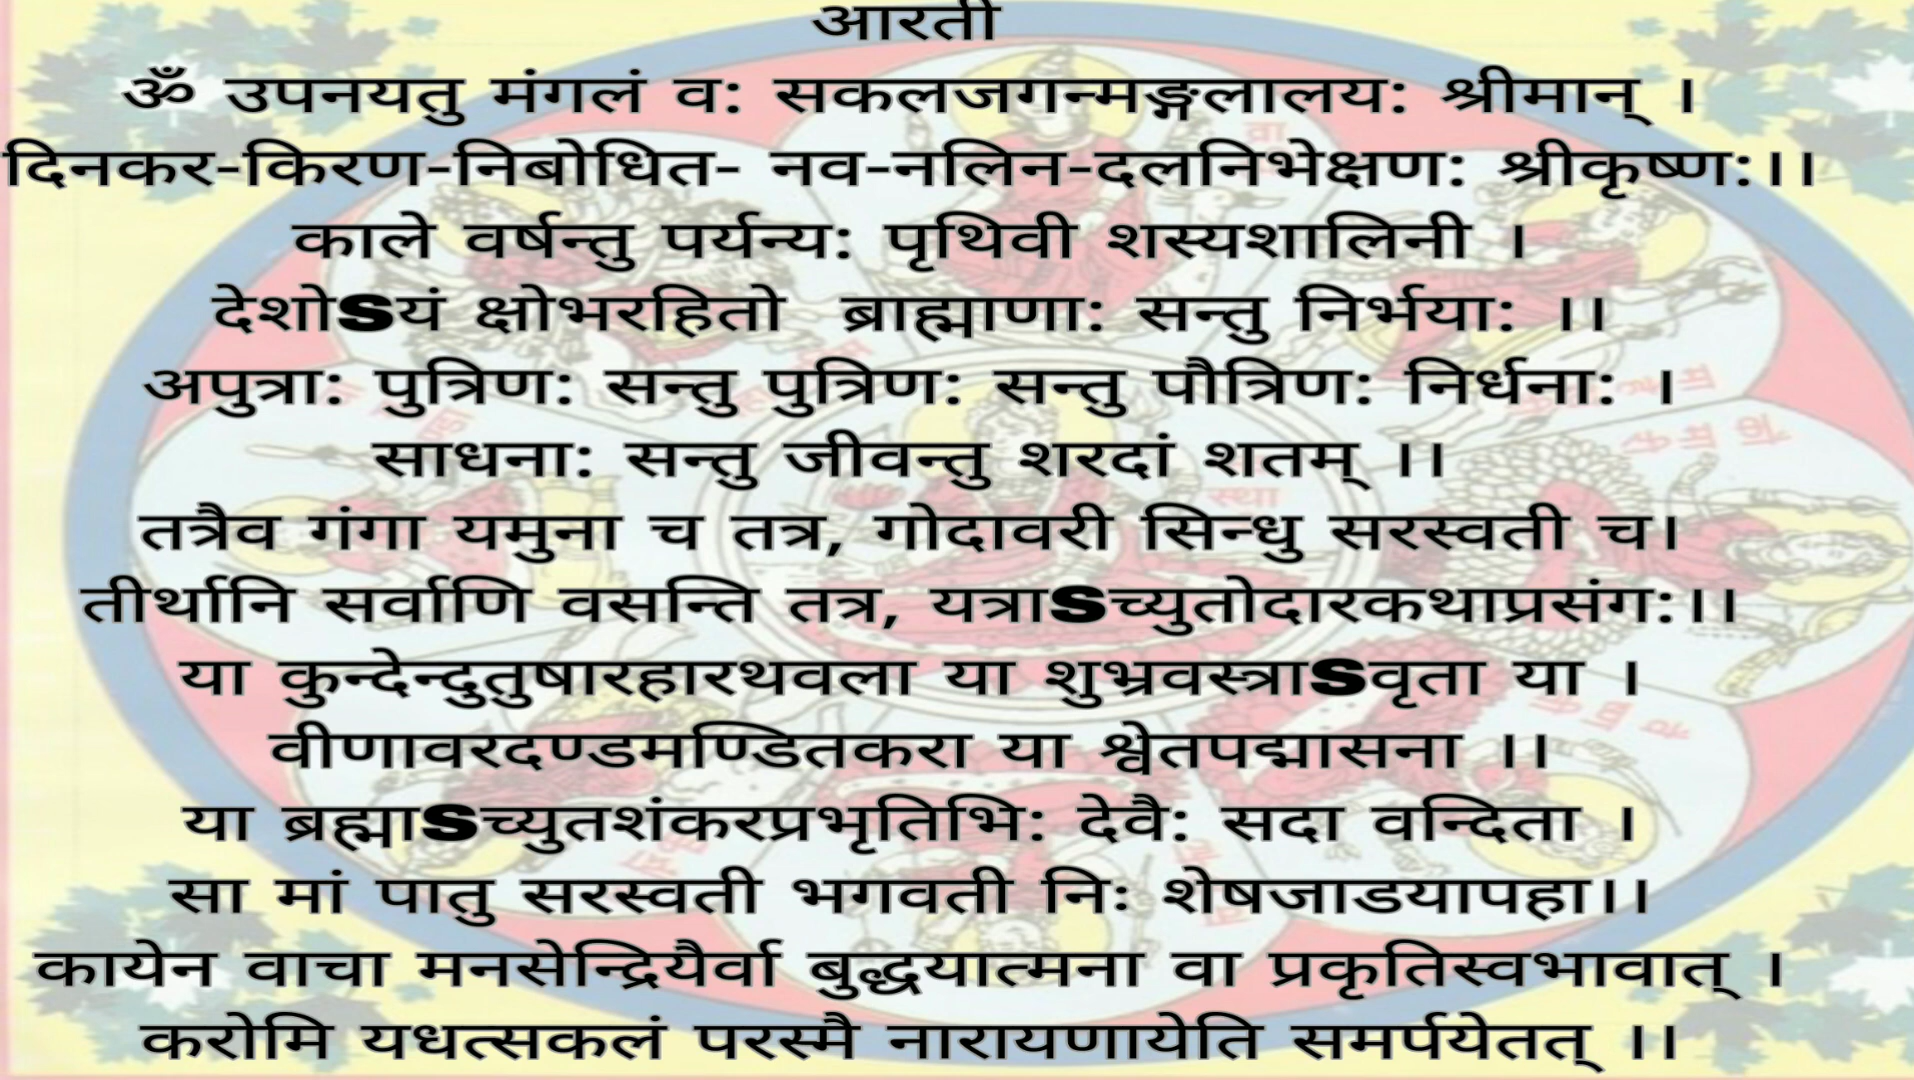 आरती
ॐ उपनयतु मंगलं व: सकलजगन्मङ्गलालय: श्रीमान् ।
दिनकर-किरण-निबोधित- नव-नलिन-दलनिभेक्षण: श्रीकृष्ण:।।
काले वर्षन्तु पर्यन्य: पृथिवी शस्यशालिनी ।
देशोSयं क्षोभरहितो ब्राह्माणा: सन्तु निर्भया: ।।
अपुत्रा: पुत्रिण: सन्तु पुत्रिण: सन्तु पौत्रिण: निर्धना: ।
साधना: सन्तु जीवन्तु शरदां शतम् ।।
तत्रैव गंगा यमुना च तत्र, गोदावरी सिन्धु सरस्वती च।
तीर्थानि सर्वाणि वसन्ति तत्र, यत्राSच्युतोदारकथाप्रसंग:।।
या कुन्देन्दुतुषारहारथवला या शुभ्रवस्त्राSवृता या ।
वीणावरदण्डमण्डितकरा या श्वेतपद्मासना ।।
या ब्रह्माSच्युतशंकरप्रभृतिभि: देवै: सदा वन्दिता ।
सा मां पातु सरस्वती भगवती निः शेषजाडयापहा।।
कायेन वाचा मनसेन्द्रियैर्वा बुद्धयात्मना वा प्रकृतिस्वभावात् ।
करोमि यधत्सकलं परस्मै नारायणायेति समर्पयेतत् ।।